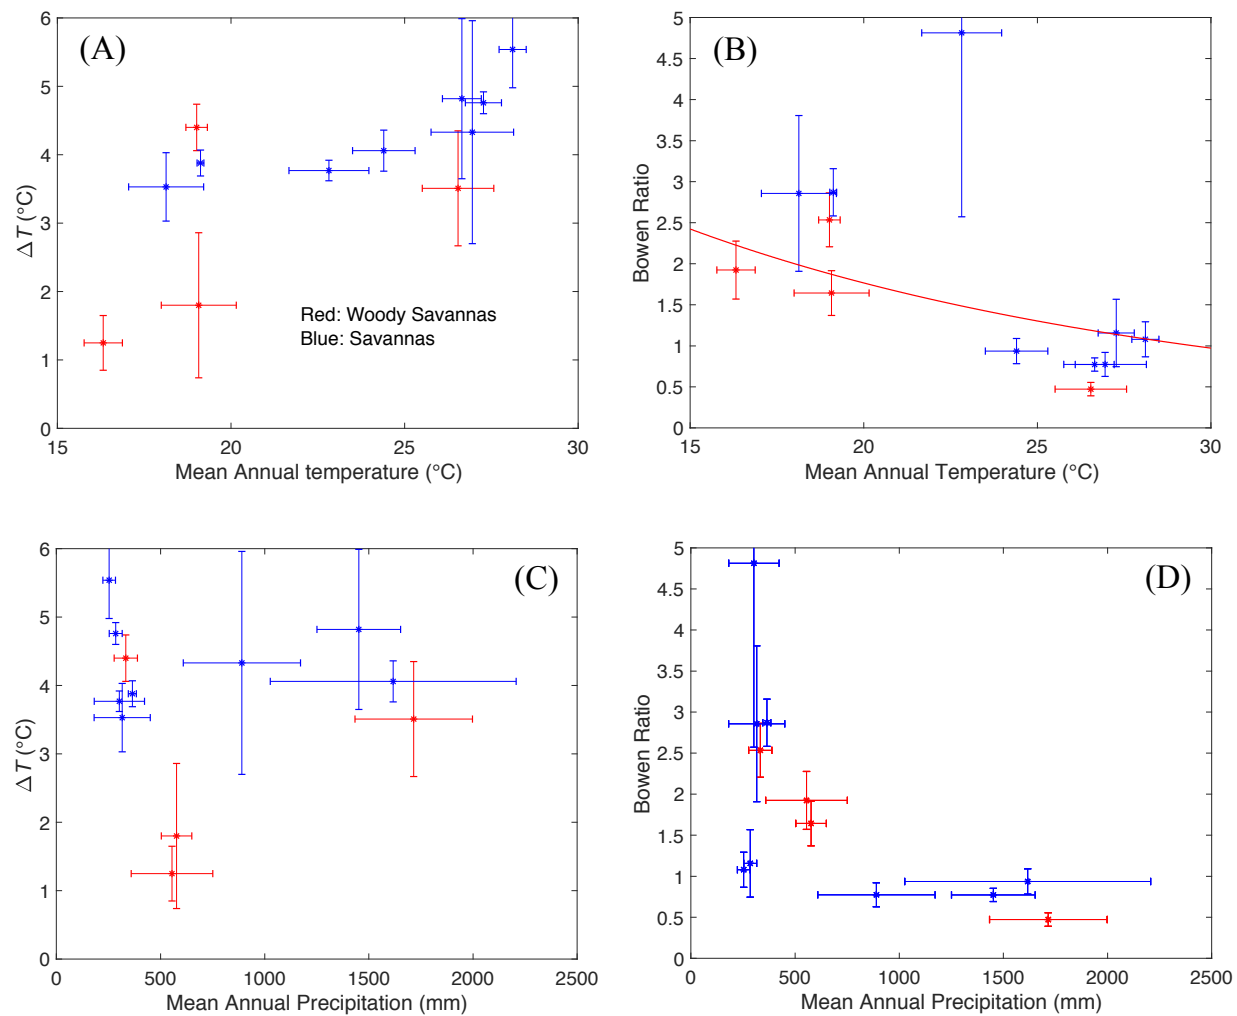 (A)
6
5
4
3
2
1
0
ΔT (°C)
Red: Woody Savannas
Blue: Savannas
15 20 25 30
Mean Annual temperature (°C)
(B)
5
4.5
4
3.5
3
2.5
2
1.5
1
0.5
0
Bowen Ratio
15 20 25 30
Mean Annual Temperature (°C)
(C)
6
5
4
3
2
1
0
ΔT (°C)
0 500 1000 1500 2000 2500
Mean Annual Precipitation (mm)
(D)
5
4.5
4
3.5
3
2.5
2
1.5
1
0.5
0
Bowen Ratio
0 500 1000 1500 2000 2500
Mean Annual Precipitation (mm)